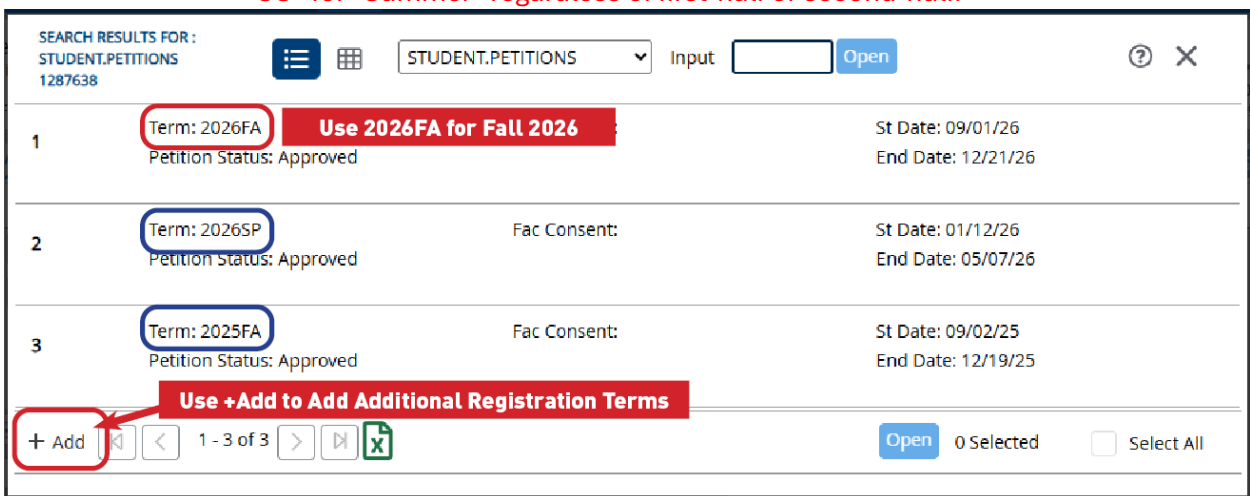 SEARCH RESULTS FOR :
STUDENT.PETITIONS
1287638
STUDENT.PETITIONS Input Open
1 Term: 2026FA Use 2026FA for Fall 2026 : St Date: 09/01/26
Petition Status: Approved End Date: 12/21/26
2 Term: 2026SP Fac Consent: St Date: 01/12/26
Petition Status: Approved End Date: 05/07/26
3 Term: 2025FA Fac Consent: St Date: 09/02/25
Petition Status: Approved End Date: 12/19/25
Use +Add to Add Additional Registration Terms
+ Add 1 - 3 of 3 Open 0 Selected Select All